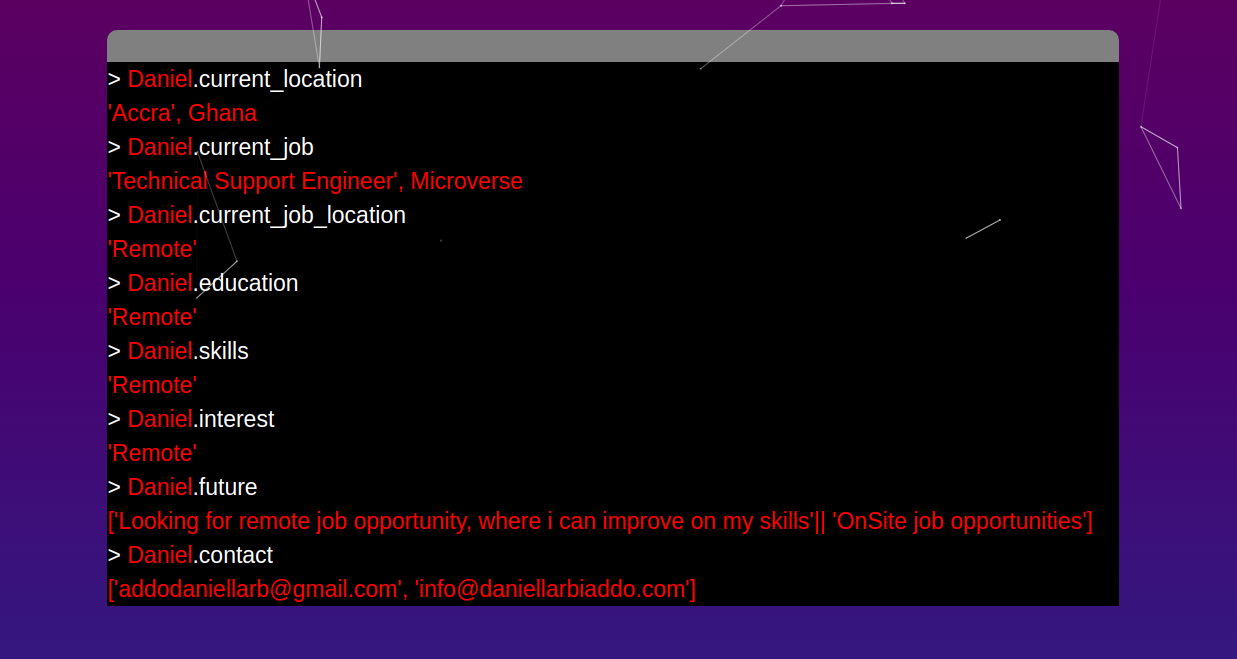 > Daniel.current_location
'Accra', Ghana
> Daniel.current_job
'Technical Support Engineer', Microverse
> Daniel.current_job_location
'Remote'
> Daniel.education
'Remote'
> Daniel.skills
'Remote'
> Daniel.interest
'Remote'
> Daniel.future
['Looking for remote job opportunity, where i can improve on my skills'|| 'OnSite job opportunities']
> Daniel.contact
['addodaniellarb@gmail.com', 'info@daniellarbiaddo.com']